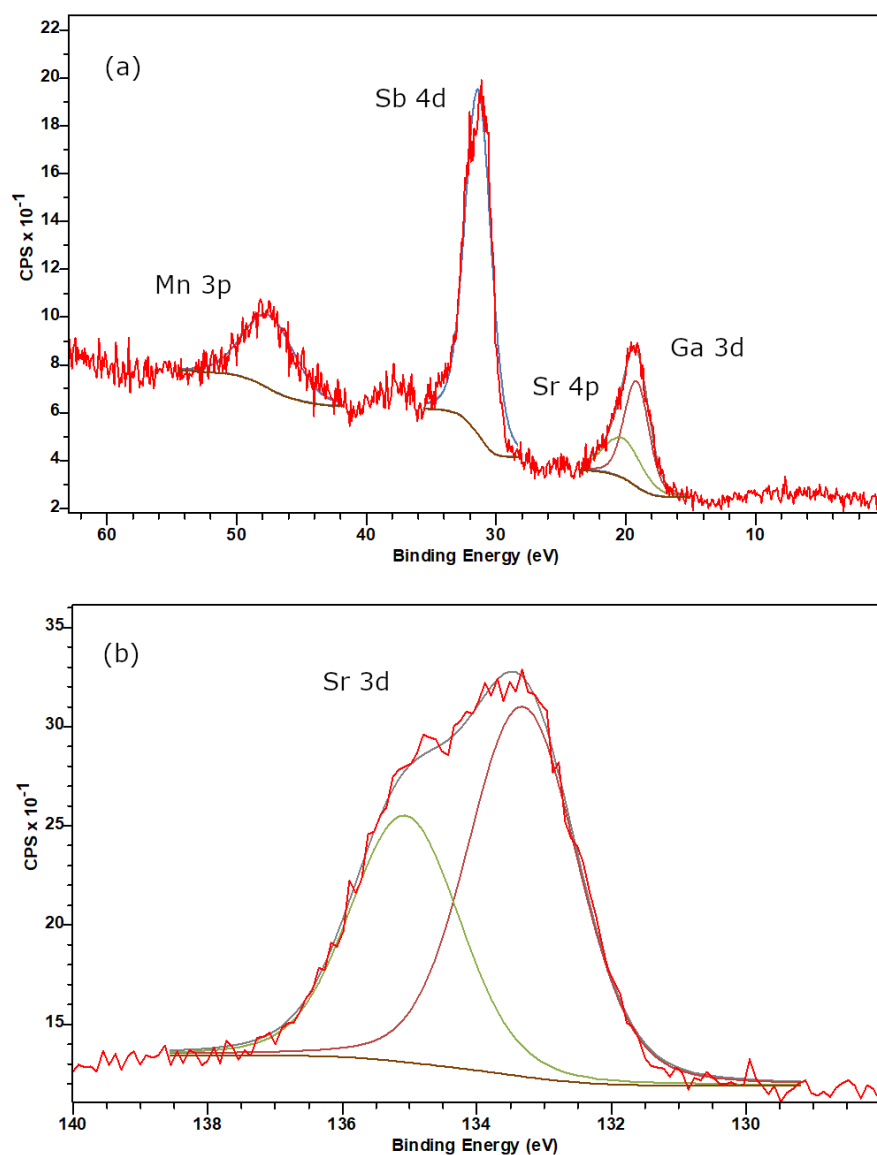 22
(a)
20
Sb 4d
18
16
14
CPS x 10⁻¹
12
Mn 3p
10
Ga 3d
8
Sr 4p
6
4
2
60 50 40 30 20 10
Binding Energy (eV)
35
(b)
Sr 3d
30
CPS x 10⁻¹
25
20
15
140 138 136 134 132 130
Binding Energy (eV)